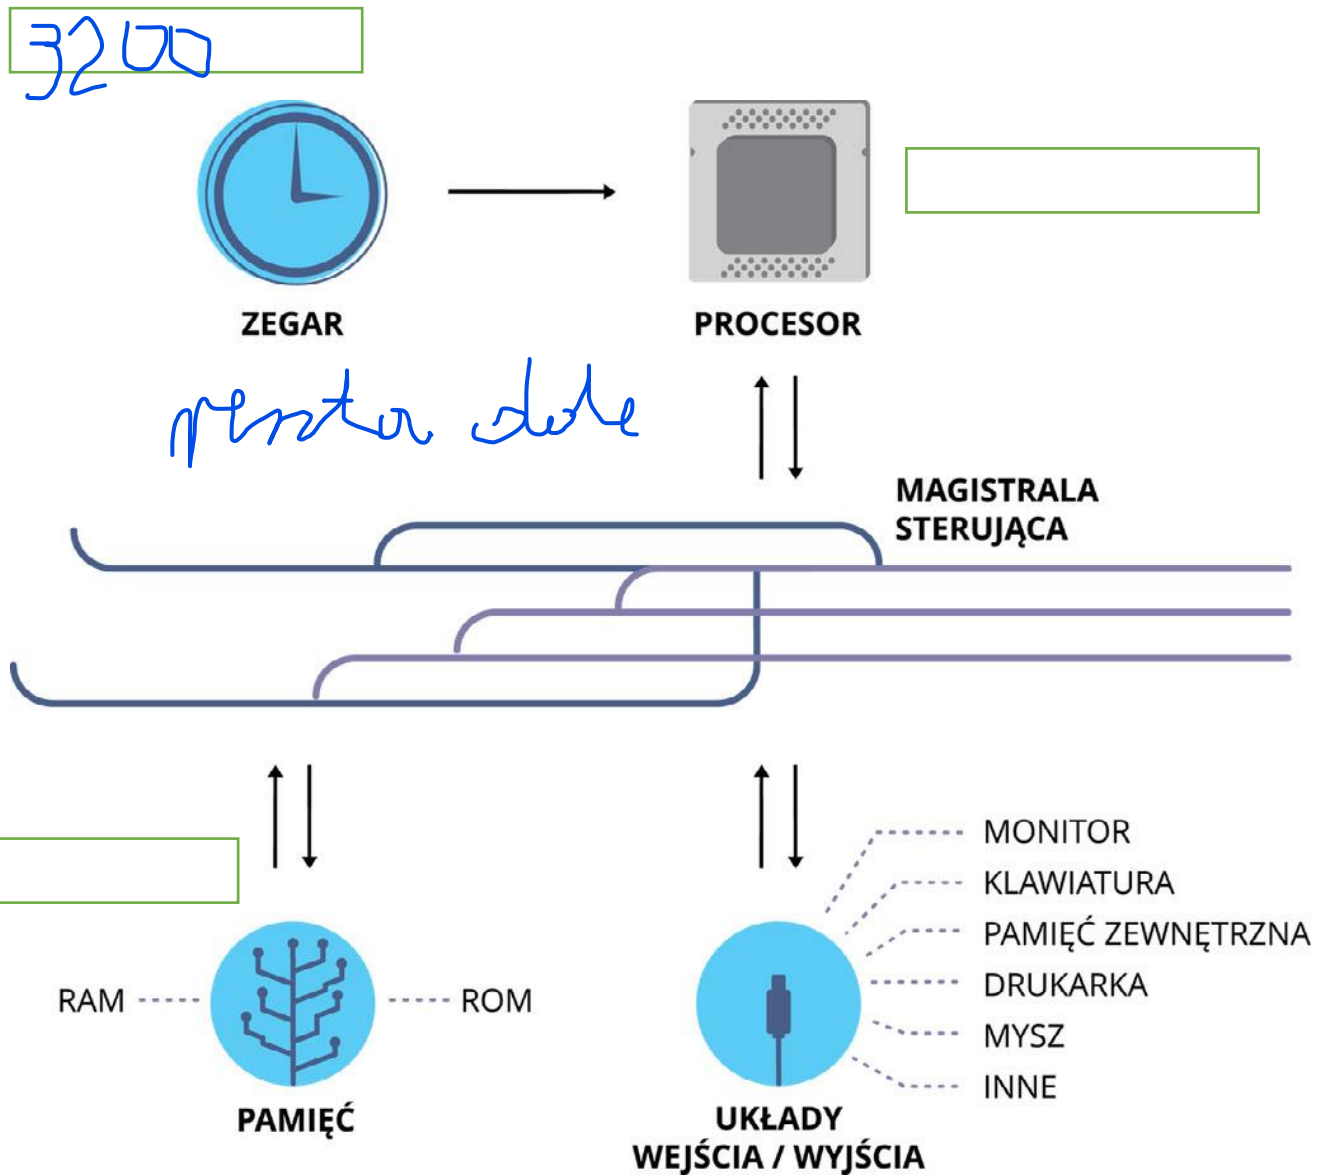 3200
ZEGAR
PROCESOR
MAGISTRALA
STERUJĄCA
MONITOR
KLAWIATURA
PAMIĘĆ ZEWNĘTRZNA
DRUKARKA
MYSZ
INNE
RAM
ROM
PAMIĘĆ
UKŁADY
WEJŚCIA / WYJŚCIA